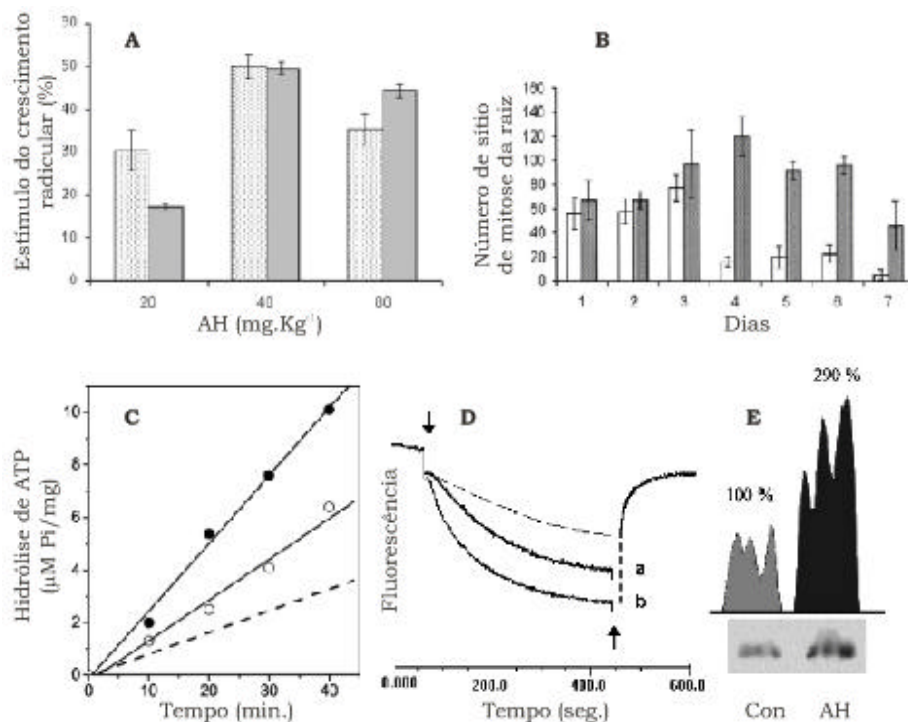 A
Estímulo do crescimento
radicular (%)
50
40
30
20
10
0
20 40 80
AH (mg.Kg⁻¹)
B
Número de sítio
de mitose da raiz
160
140
120
100
80
60
40
20
0
1 2 3 4 5 6 7
Dias
C
Hidrólise de ATP
(µM Pi/mg)
10
8
6
4
2
0
0 10 20 30 40
Tempo (min.)
D
Fluorescência
a
b
0.000 200.0 400.0 600.0
Tempo (seg.)
E
290 %
100 %
Con AH